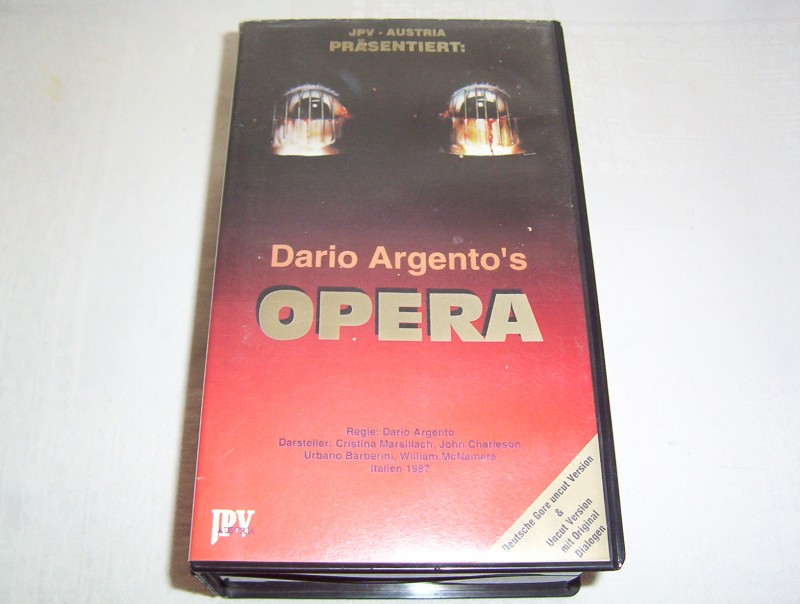 JPV - AUSTRIA
PRÄSENTIERT:
Dario Argento's
OPERA
Regie: Dario Argento
Darsteller: Cristina Marsillach, John Charleson
Urbano Barberini, William McNamara
Italien 1987
JPV
AUSTRIA
Deutsche Gore uncut Version
&
Uncut Version
mit Original
Dialogen